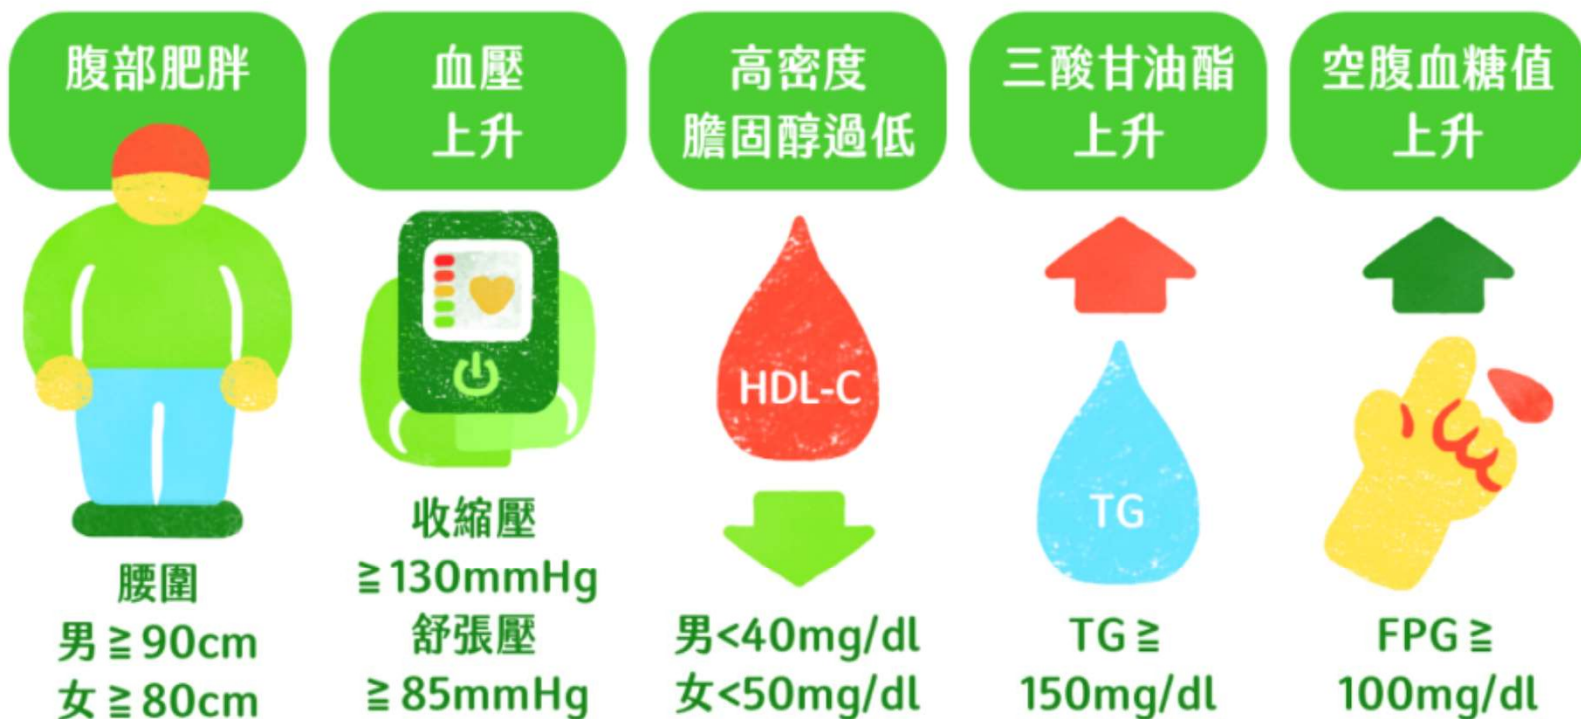 腹部肥胖
腰圍
男≧90cm
女≧80cm
血壓
上升
收縮壓
≧130mmHg
舒張壓
≧85mmHg
高密度
膽固醇過低
HDL-C
男<40mg/dl
女<50mg/dl
三酸甘油酯
上升
TG
TG≧
150mg/dl
空腹血糖值
上升
FPG≧
100mg/dl